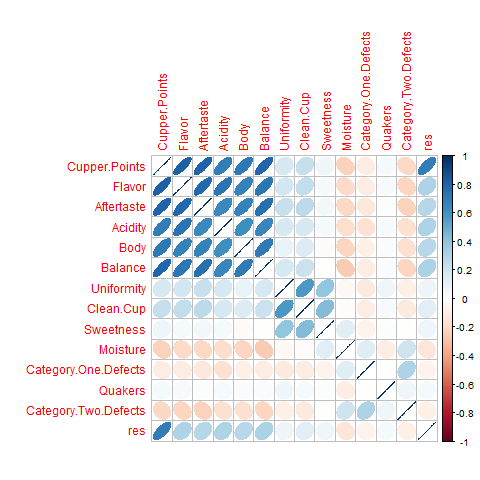 Cupper.Points
Flavor
Aftertaste
Acidity
Body
Balance
Uniformity
Clean.Cup
Sweetness
Moisture
Category.One.Defects
Quakers
Category.Two.Defects
res
Cupper.Points
Flavor
Aftertaste
Acidity
Body
Balance
Uniformity
Clean.Cup
Sweetness
Moisture
Category.One.Defects
Quakers
Category.Two.Defects
res
1
0.8
0.6
0.4
0.2
0
-0.2
-0.4
-0.6
-0.8
-1